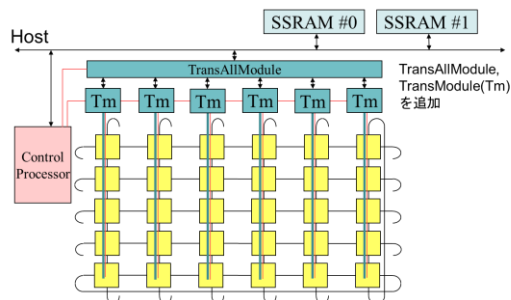 SSRAM #0
SSRAM #1
Host
TransAllModule
TransAllModule,
TransModule(Tm)
を追加
Tm
Tm
Tm
Tm
Tm
Tm
Control
Processor